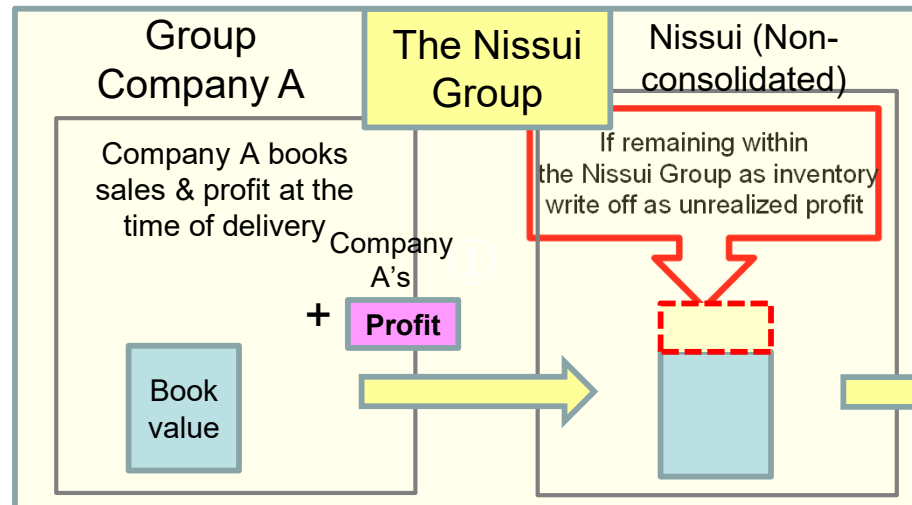 Group
Company A
The Nissui
Group
Nissui (Non-
consolidated)
Company A books
sales & profit at the
time of delivery
If remaining within
the Nissui Group as inventory
write off as unrealized profit
Company
A's
①
+
Profit
Book
value